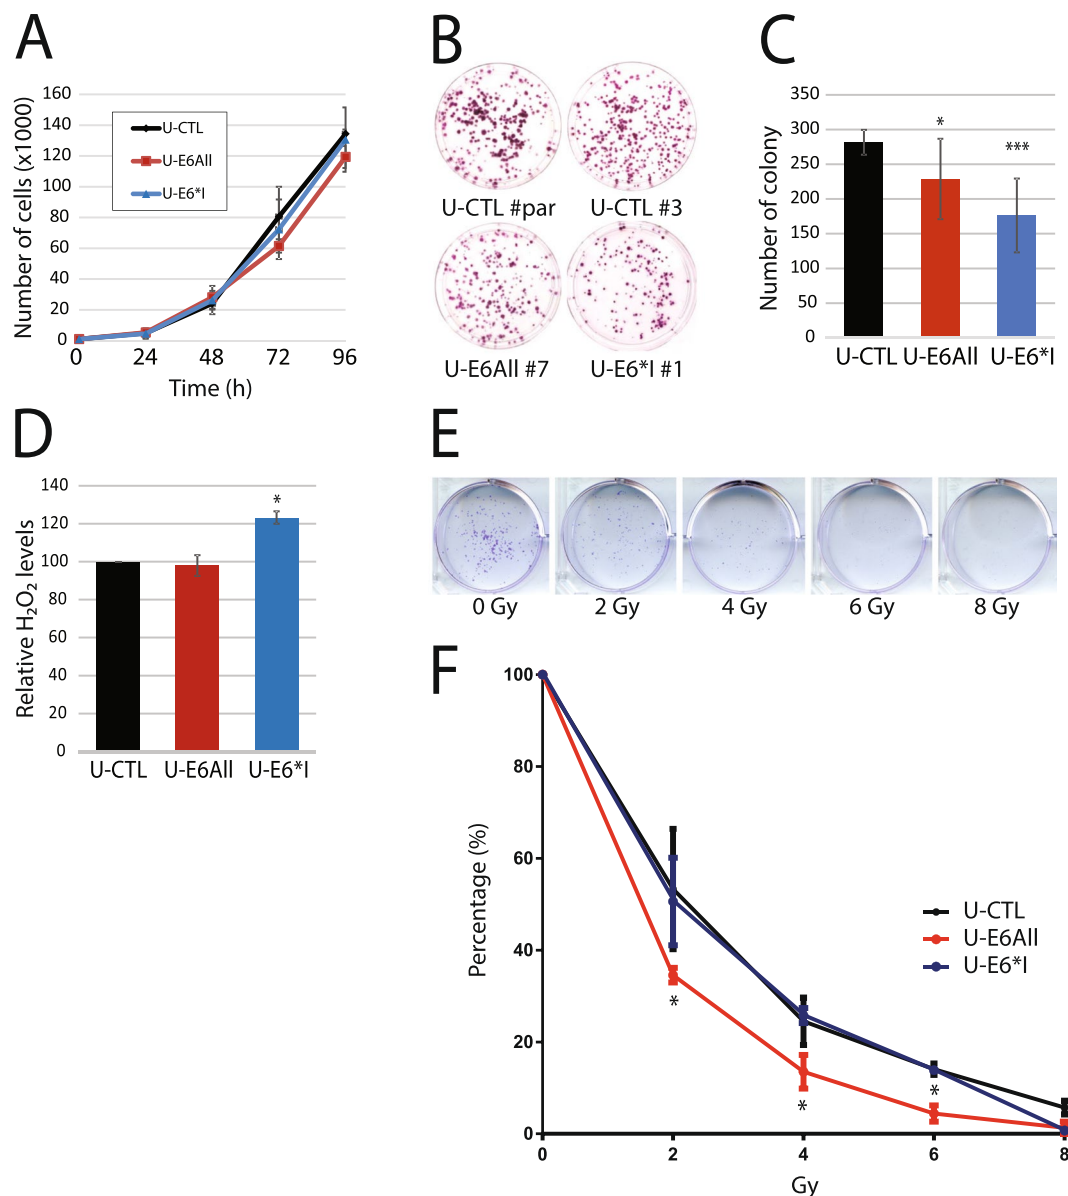 A
Number of cells (x1000)
160
140
120
100
80
60
40
20
0
U-CTL
U-E6All
U-E6*I
0 24 48 72 96
Time (h)
B
U-CTL #par U-CTL #3
U-E6All #7 U-E6*I #1
C
Number of colony
350
300
250
200
150
100
50
0
*
***
U-CTL U-E6All U-E6*I
D
Relative H₂O₂ levels
140
120
100
80
60
40
20
0
*
U-CTL U-E6All U-E6*I
E
0 Gy 2 Gy 4 Gy 6 Gy 8 Gy
F
Percentage (%)
100
80
60
40
20
0
U-CTL
U-E6All
U-E6*I
*
*
*
0 2 4 6 8
Gy